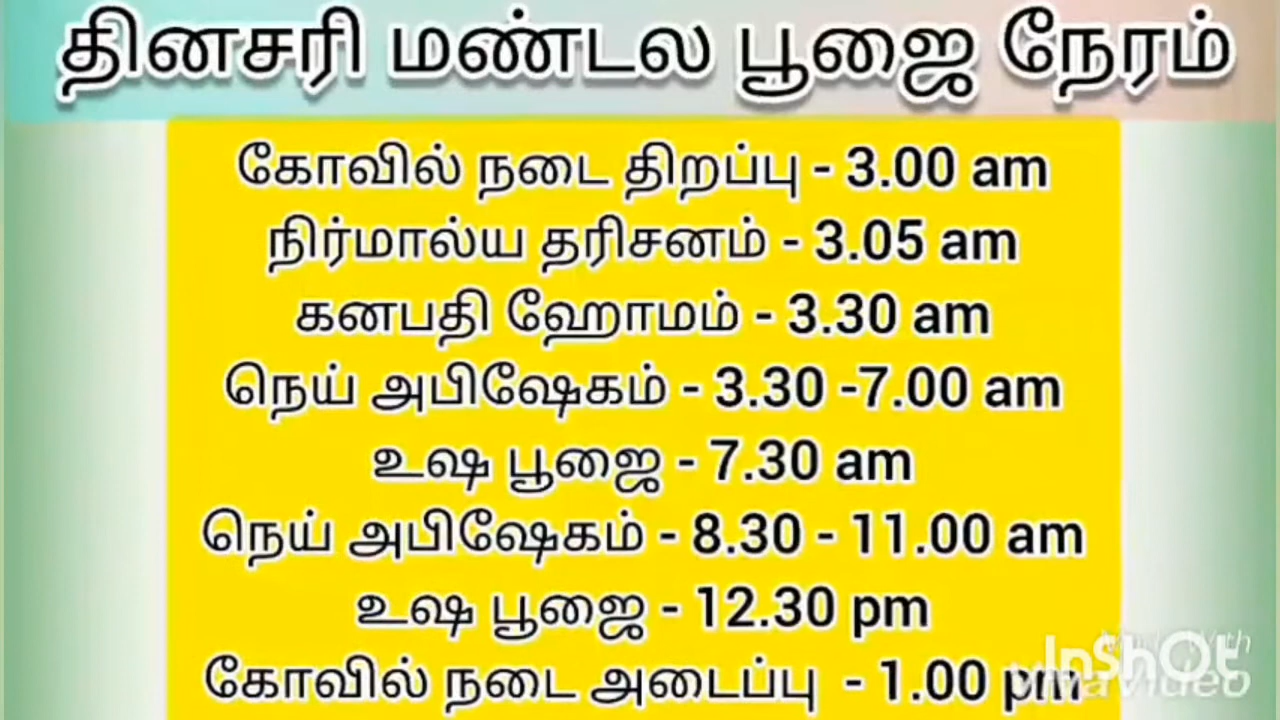 தினசரி மண்டல பூஜை நேரம்
கோவில் நடை திறப்பு - 3.00 am
நிர்மால்ய தரிசனம் - 3.05 am
கனபதி ஹோமம் - 3.30 am
நெய் அபிஷேகம் - 3.30 -7.00 am
உஷ பூஜை - 7.30 am
நெய் அபிஷேகம் - 8.30 - 11.00 am
உஷ பூஜை - 12.30 pm
கோவில் நடை அடைப்பு - 1.00 pm
InShOt